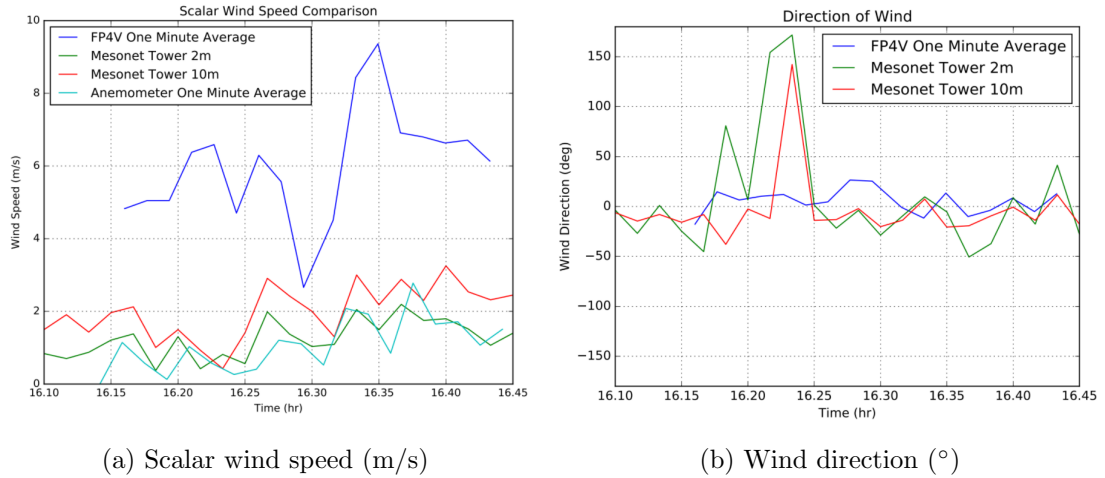 Scalar Wind Speed Comparison
10
8
6
4
2
0
Wind Speed (m/s)
FP4V One Minute Average
Mesonet Tower 2m
Mesonet Tower 10m
Anemometer One Minute Average
16.10 16.15 16.20 16.25 16.30 16.35 16.40 16.45
Time (hr)
(a) Scalar wind speed (m/s)
Direction of Wind
150
100
50
0
−50
−100
−150
Wind Direction (deg)
FP4V One Minute Average
Mesonet Tower 2m
Mesonet Tower 10m
16.10 16.15 16.20 16.25 16.30 16.35 16.40 16.45
Time (hr)
(b) Wind direction (°)